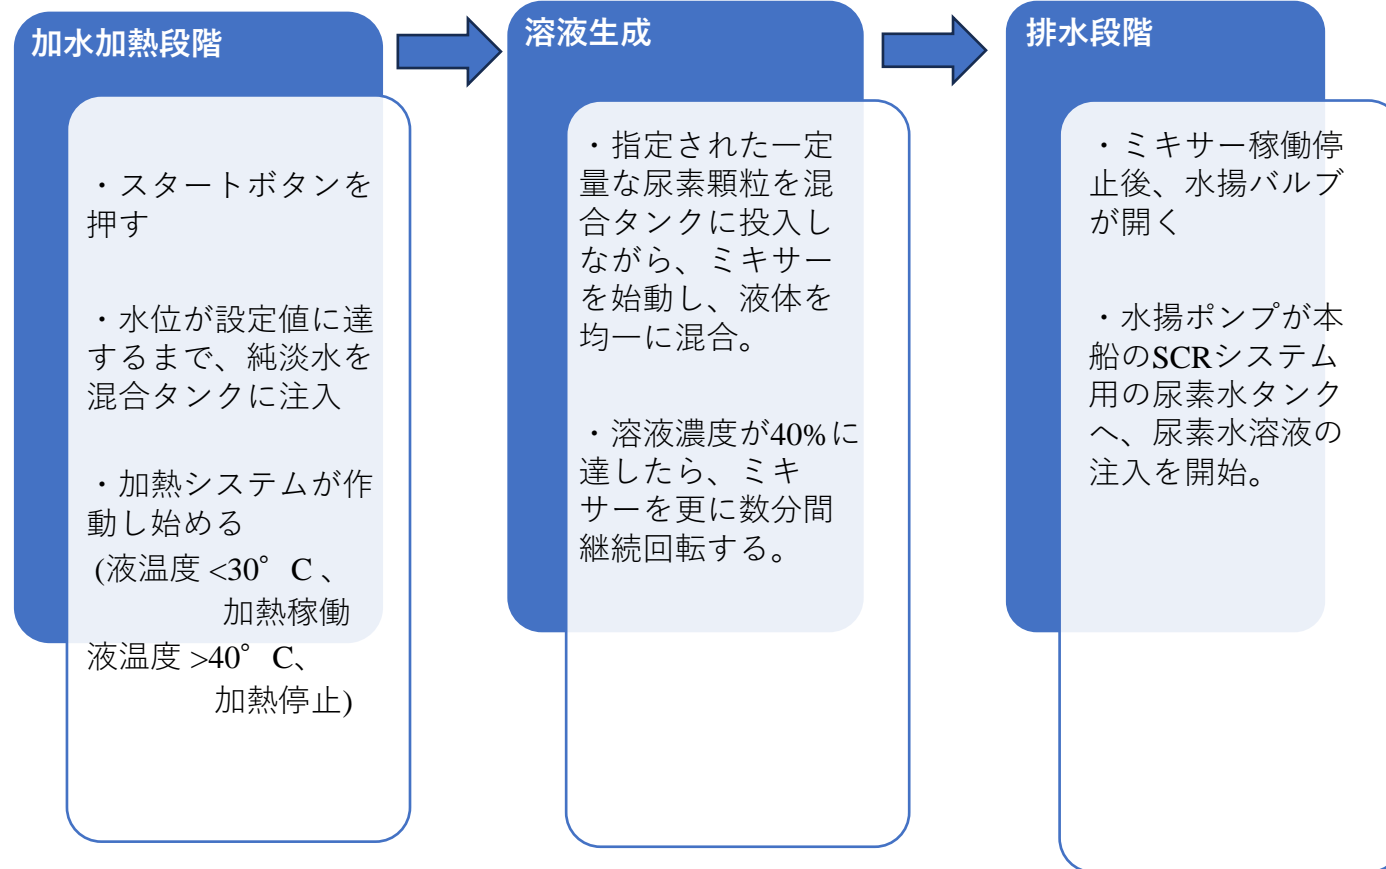 加水加熱段階
・スタートボタンを
押す
・水位が設定値に達
するまで、純淡水を
混合タンクに注入
・加熱システムが作
動し始める
(液温度 <30°C 、
加熱稼働
液温度 >40°C、
加熱停止)
溶液生成
・指定された一定
量な尿素顆粒を混
合タンクに投入し
ながら、ミキサー
を始動し、液体を
均一に混合。
・溶液濃度が40%に
達したら、ミキ
サーを更に数分間
継続回転する。
排水段階
・ミキサー稼働停
止後、水揚バルブ
が開く
・水揚ポンプが本
船のSCRシステム
用の尿素水タンク
へ、尿素水溶液の
注入を開始。